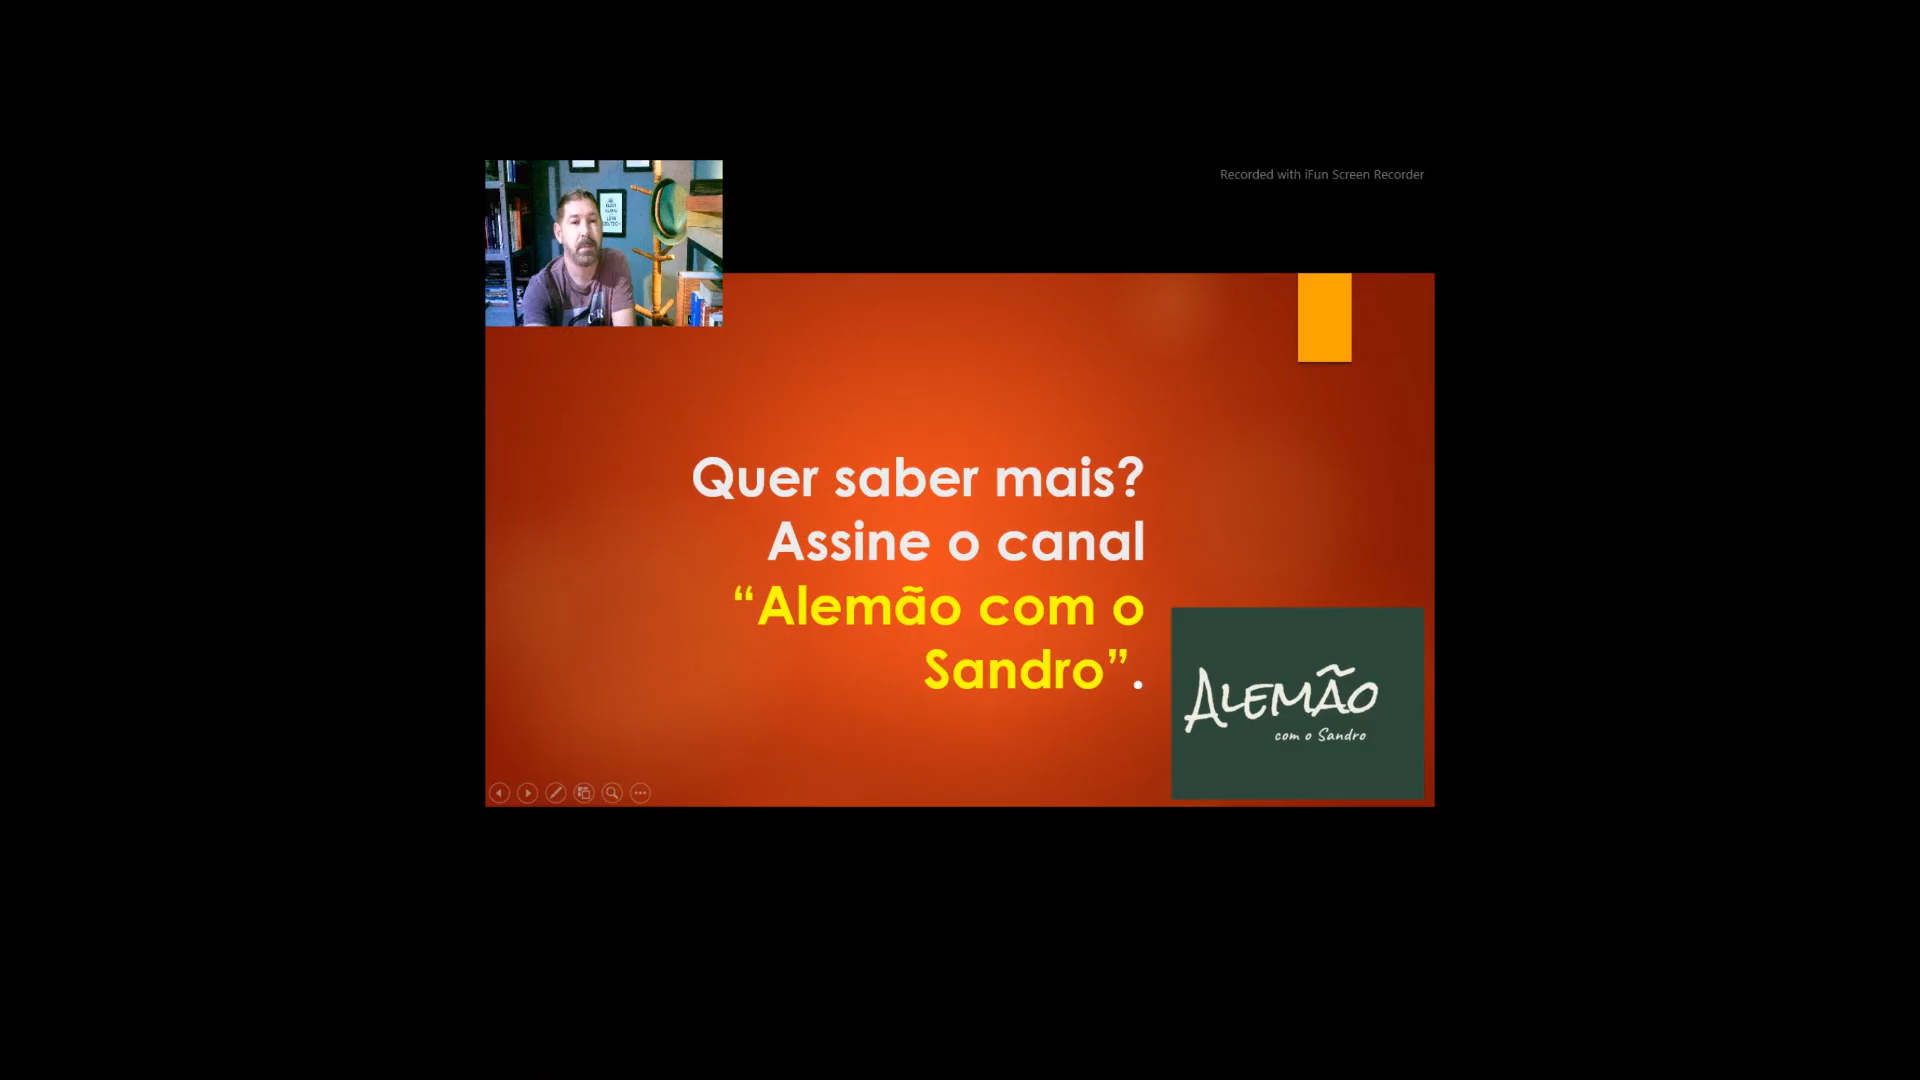 Recorded with iFun Screen Recorder
Quer saber mais?
Assine o canal
“Alemão com o
Sandro”.
ALEMÃO
com o Sandro